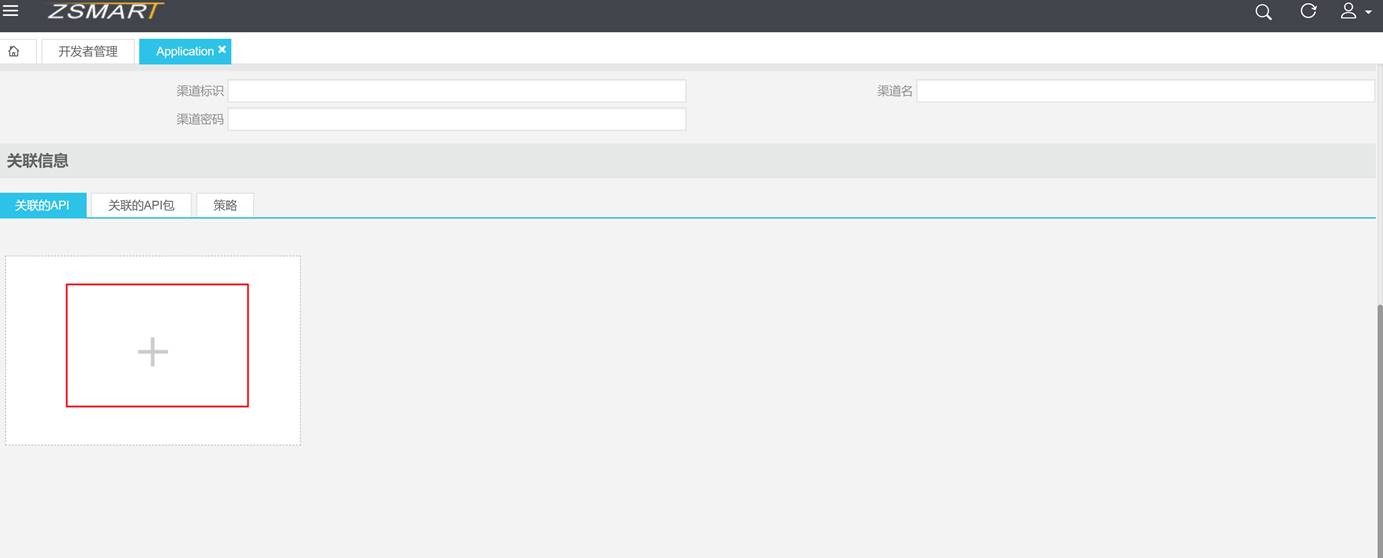 ZSMART
开发者管理
Application
渠道标识
渠道名
渠道密码
关联信息
关联的API
关联的API包
策略